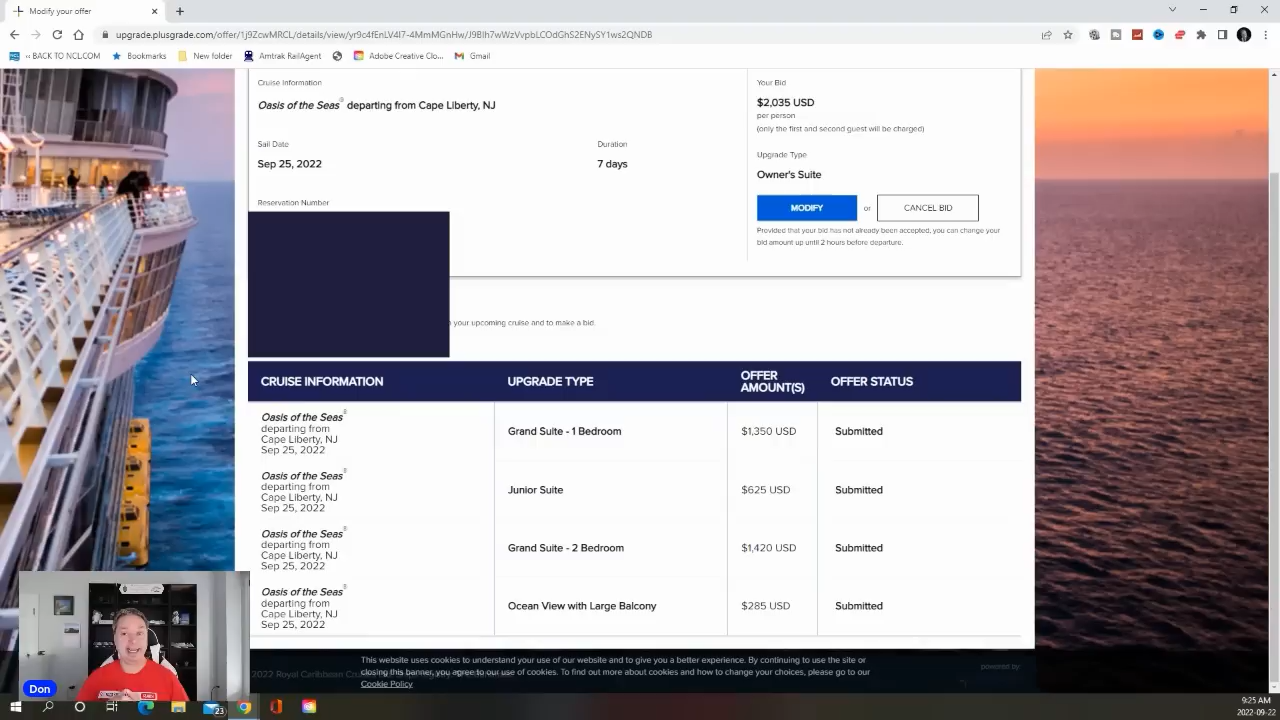 Modify your offer
upgrade.plusgrade.com/offer/1j9ZcwMRCL/details/view/yr9c4fEnLV4I7-4MmMGnHw/J9Blh7wWzVvpbLCOdGhS2ENySY1ws2QNDB
<< BACK TO NCL.COM
Bookmarks
New folder
Amtrak RailAgent
Adobe Creative Clo...
Gmail
Cruise Information
Oasis of the Seas® departing from Cape Liberty, NJ
Sail Date
Duration
Sep 25, 2022
7 days
Reservation Number
Your Bid
$2,035 USD
per person
(only the first and second guest will be charged)
Upgrade Type
Owner's Suite
MODIFY
or
CANCEL BID
Provided that your bid has not already been accepted, you can change your
bid amount up until 2 hours before departure.
your upcoming cruise and to make a bid.
CRUISE INFORMATION
UPGRADE TYPE
OFFER
AMOUNT(S)
OFFER STATUS
Oasis of the Seas®
departing from
Cape Liberty, NJ
Sep 25, 2022
Grand Suite - 1 Bedroom
$1,350 USD
Submitted
Oasis of the Seas®
departing from
Cape Liberty, NJ
Sep 25, 2022
Junior Suite
$625 USD
Submitted
Oasis of the Seas®
departing from
Cape Liberty, NJ
Sep 25, 2022
Grand Suite - 2 Bedroom
$1,420 USD
Submitted
Oasis of the Seas®
departing from
Cape Liberty, NJ
Sep 25, 2022
Ocean View with Large Balcony
$285 USD
Submitted
This website uses cookies to understand your use of our website and to give you a better experience. By continuing to use the site or
closing this banner, you agree to our use of cookies. To find out more about cookies and how to change your choices, please go to our
Cookie Policy
2022 Royal Caribbean
powered by
Don
23
9:25 AM
2022-09-22